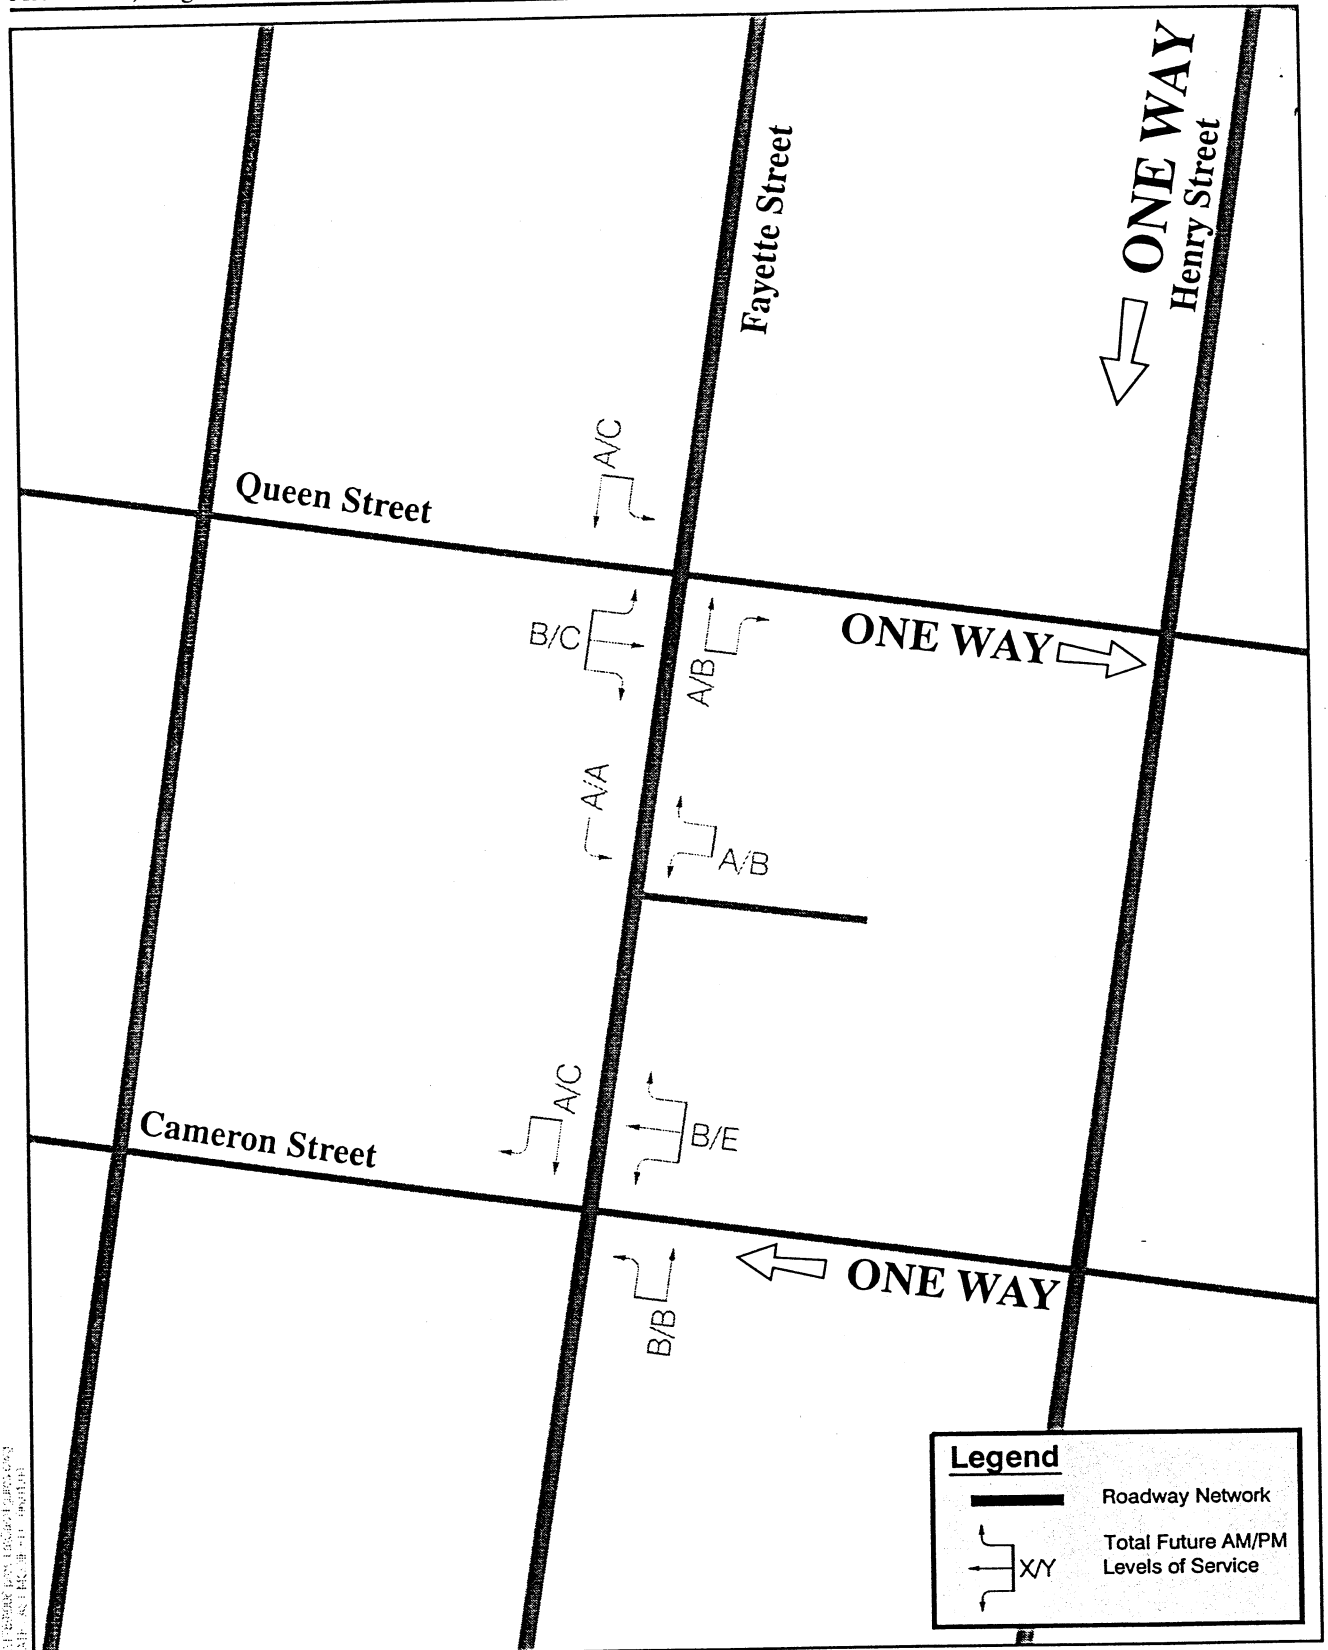 ONE WAY
Henry Street
Fayette Street
A/C
Queen Street
B/C
A/B
ONE WAY
A/A
A/B
A/C
B/E
Cameron Street
ONE WAY
B/B
Legend
Roadway Network
X/Y
Total Future AM/PM
Levels of Service